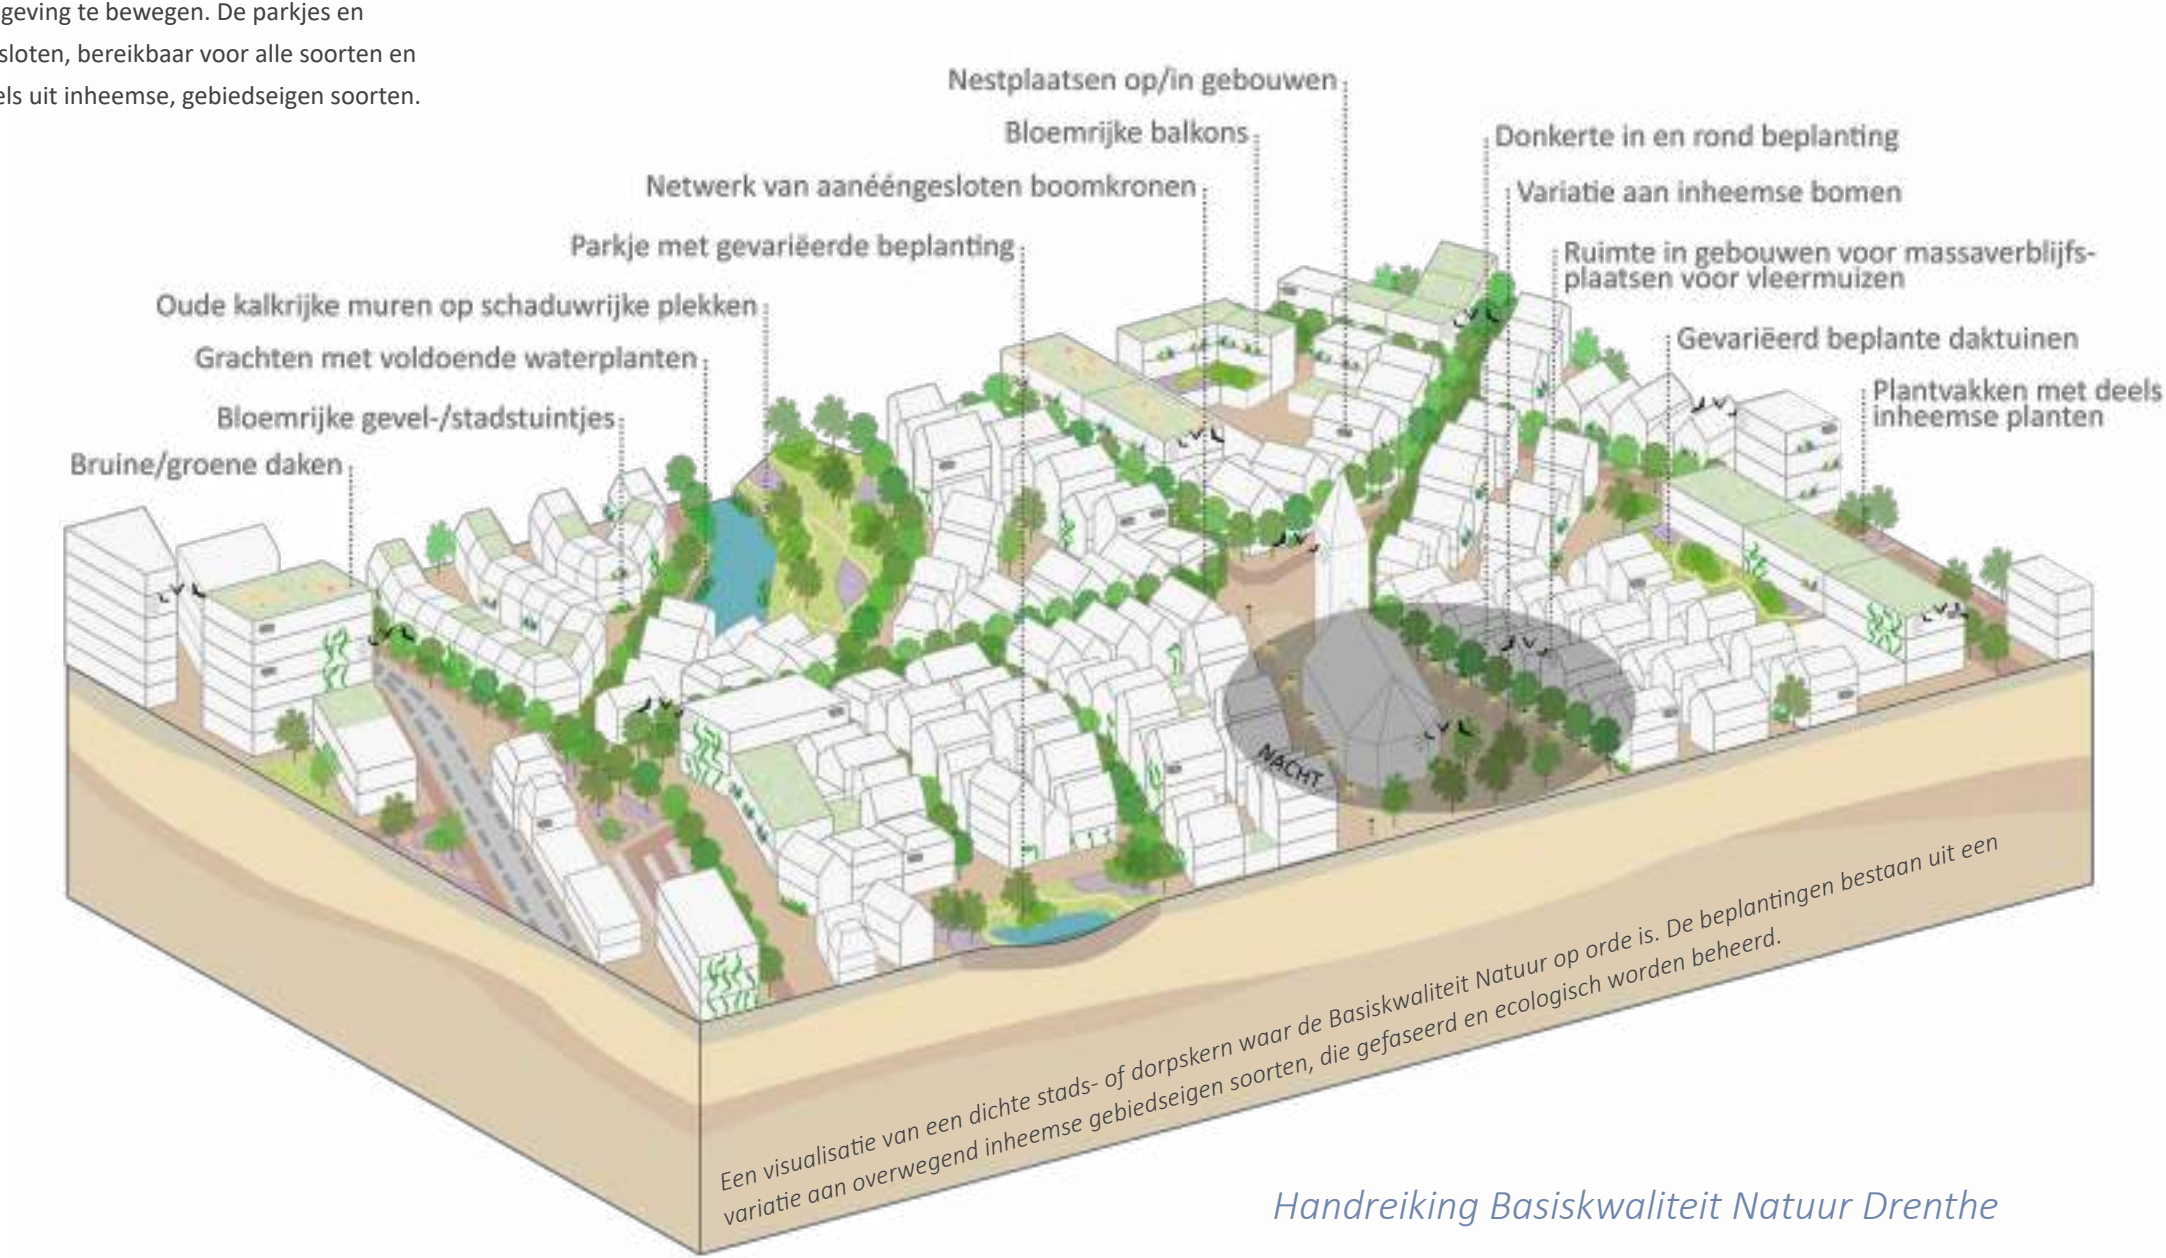 geving te bewegen. De parkjes en
sloten, bereikbaar voor alle soorten en
els uit inheemse, gebiedseigen soorten.
Nestplaatsen op/in gebouwen
Bloemrijke balkons
Netwerk van aanééngesloten boomkronen
Parkje met gevariëerde beplanting
Oude kalkrijke muren op schaduwrijke plekken
Grachten met voldoende waterplanten
Bloemrijke gevel-/stadstuintjes
Bruine/groene daken
Donkerte in en rond beplanting
Variatie aan inheemse bomen
Ruimte in gebouwen voor massaverblijfs-
plaatsen voor vleermuizen
Gevariëerd beplante daktuinen
Plantvakken met deels
inheemse planten
NACHT
Een visualisatie van een dichte stads- of dorpskern waar de Basiskwaliteit Natuur op orde is. De beplantingen bestaan uit een
variatie aan overwegend inheemse gebiedseigen soorten, die gefaseerd en ecologisch worden beheerd.
Handreiking Basiskwaliteit Natuur Drenthe